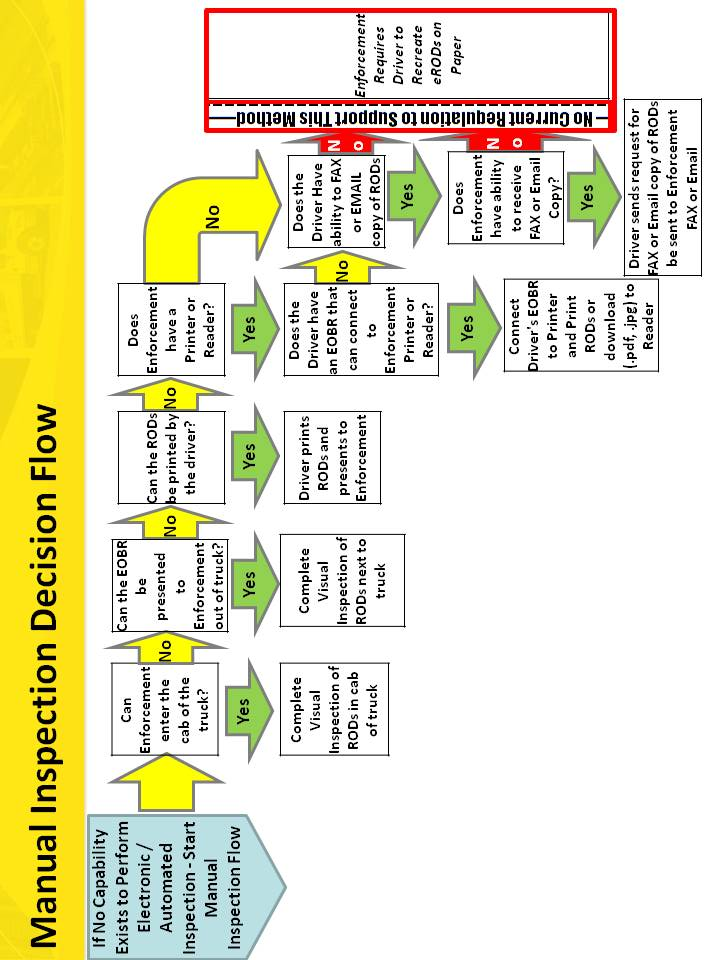 Manual Inspection Decision Flow
If No Capability
Exists to Perform
Electronic /
Automated
Inspection - Start
Manual
Inspection Flow
Can
Enforcement
enter the
cab of the
truck?
Yes
Complete
Visual
Inspection of
RODs in cab
of truck
No
Can the EOBR
be
presented
to
Enforcement
out of truck?
Yes
Complete
Visual
Inspection of
RODs next to
truck
No
Can the RODs
be printed by
the driver?
Yes
Driver prints
RODs and
presents to
Enforcement
No
Does
Enforcement
have a
Printer or
Reader?
Yes
Does the
Driver have
an EOBR that
can connect
to
Enforcement
Printer or
Reader?
Yes
Connect
Driver's EOBR
to Printer
and Print
RODs or
download
(.pdf, .jpg) to
Reader
No
No
Does the
Driver Have
ability to FAX
or EMAIL
copy of RODs
Yes
Does
Enforcement
have ability
to receive
FAX or Email
Copy?
Yes
Driver sends request for
FAX or Email copy of RODs
be sent to Enforcement
FAX or Email
No
No
No Current Regulation to Support This Method
Enforcement
Requires
Driver to
Recreate
eRODs on
Paper